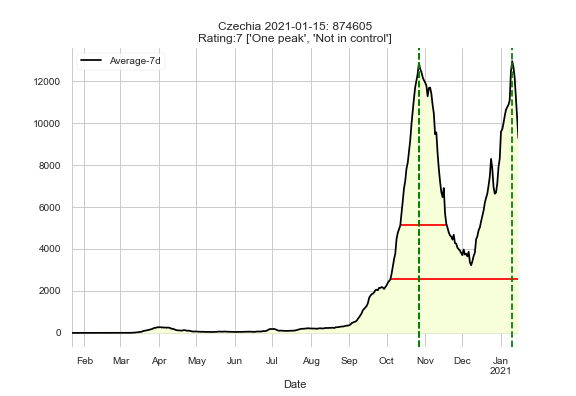 Czechia 2021-01-15: 874605
Rating:7 ['One peak', 'Not in control']
Average-7d
12000
10000
8000
6000
4000
2000
0
Feb Mar Apr May Jun Jul Aug Sep Oct Nov Dec Jan
2021
Date